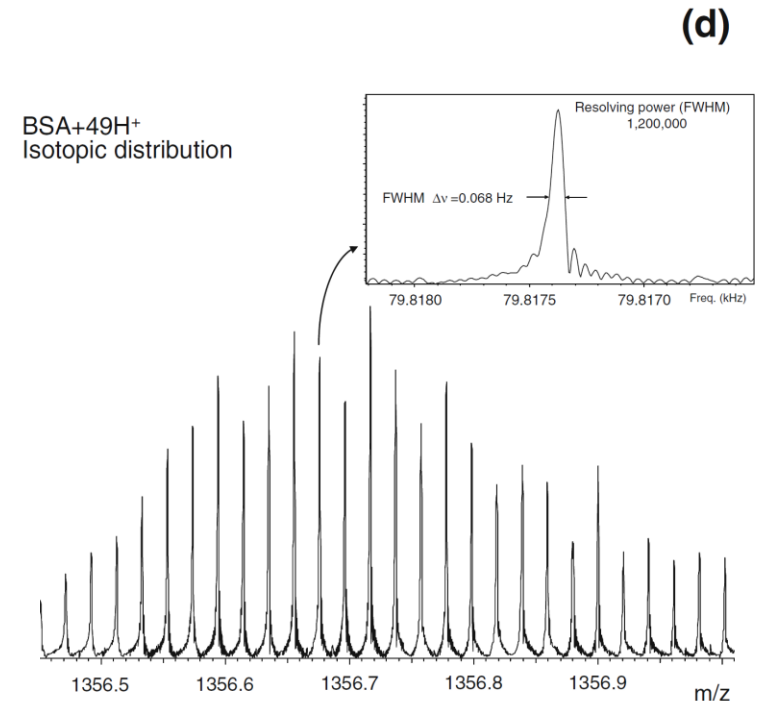 (d)
BSA+49H⁺
Isotopic distribution
Resolving power (FWHM)
1,200,000
FWHM Δν =0.068 Hz
79.8180 79.8175 79.8170 Freq. (kHz)
1356.5 1356.6 1356.7 1356.8 1356.9
m/z